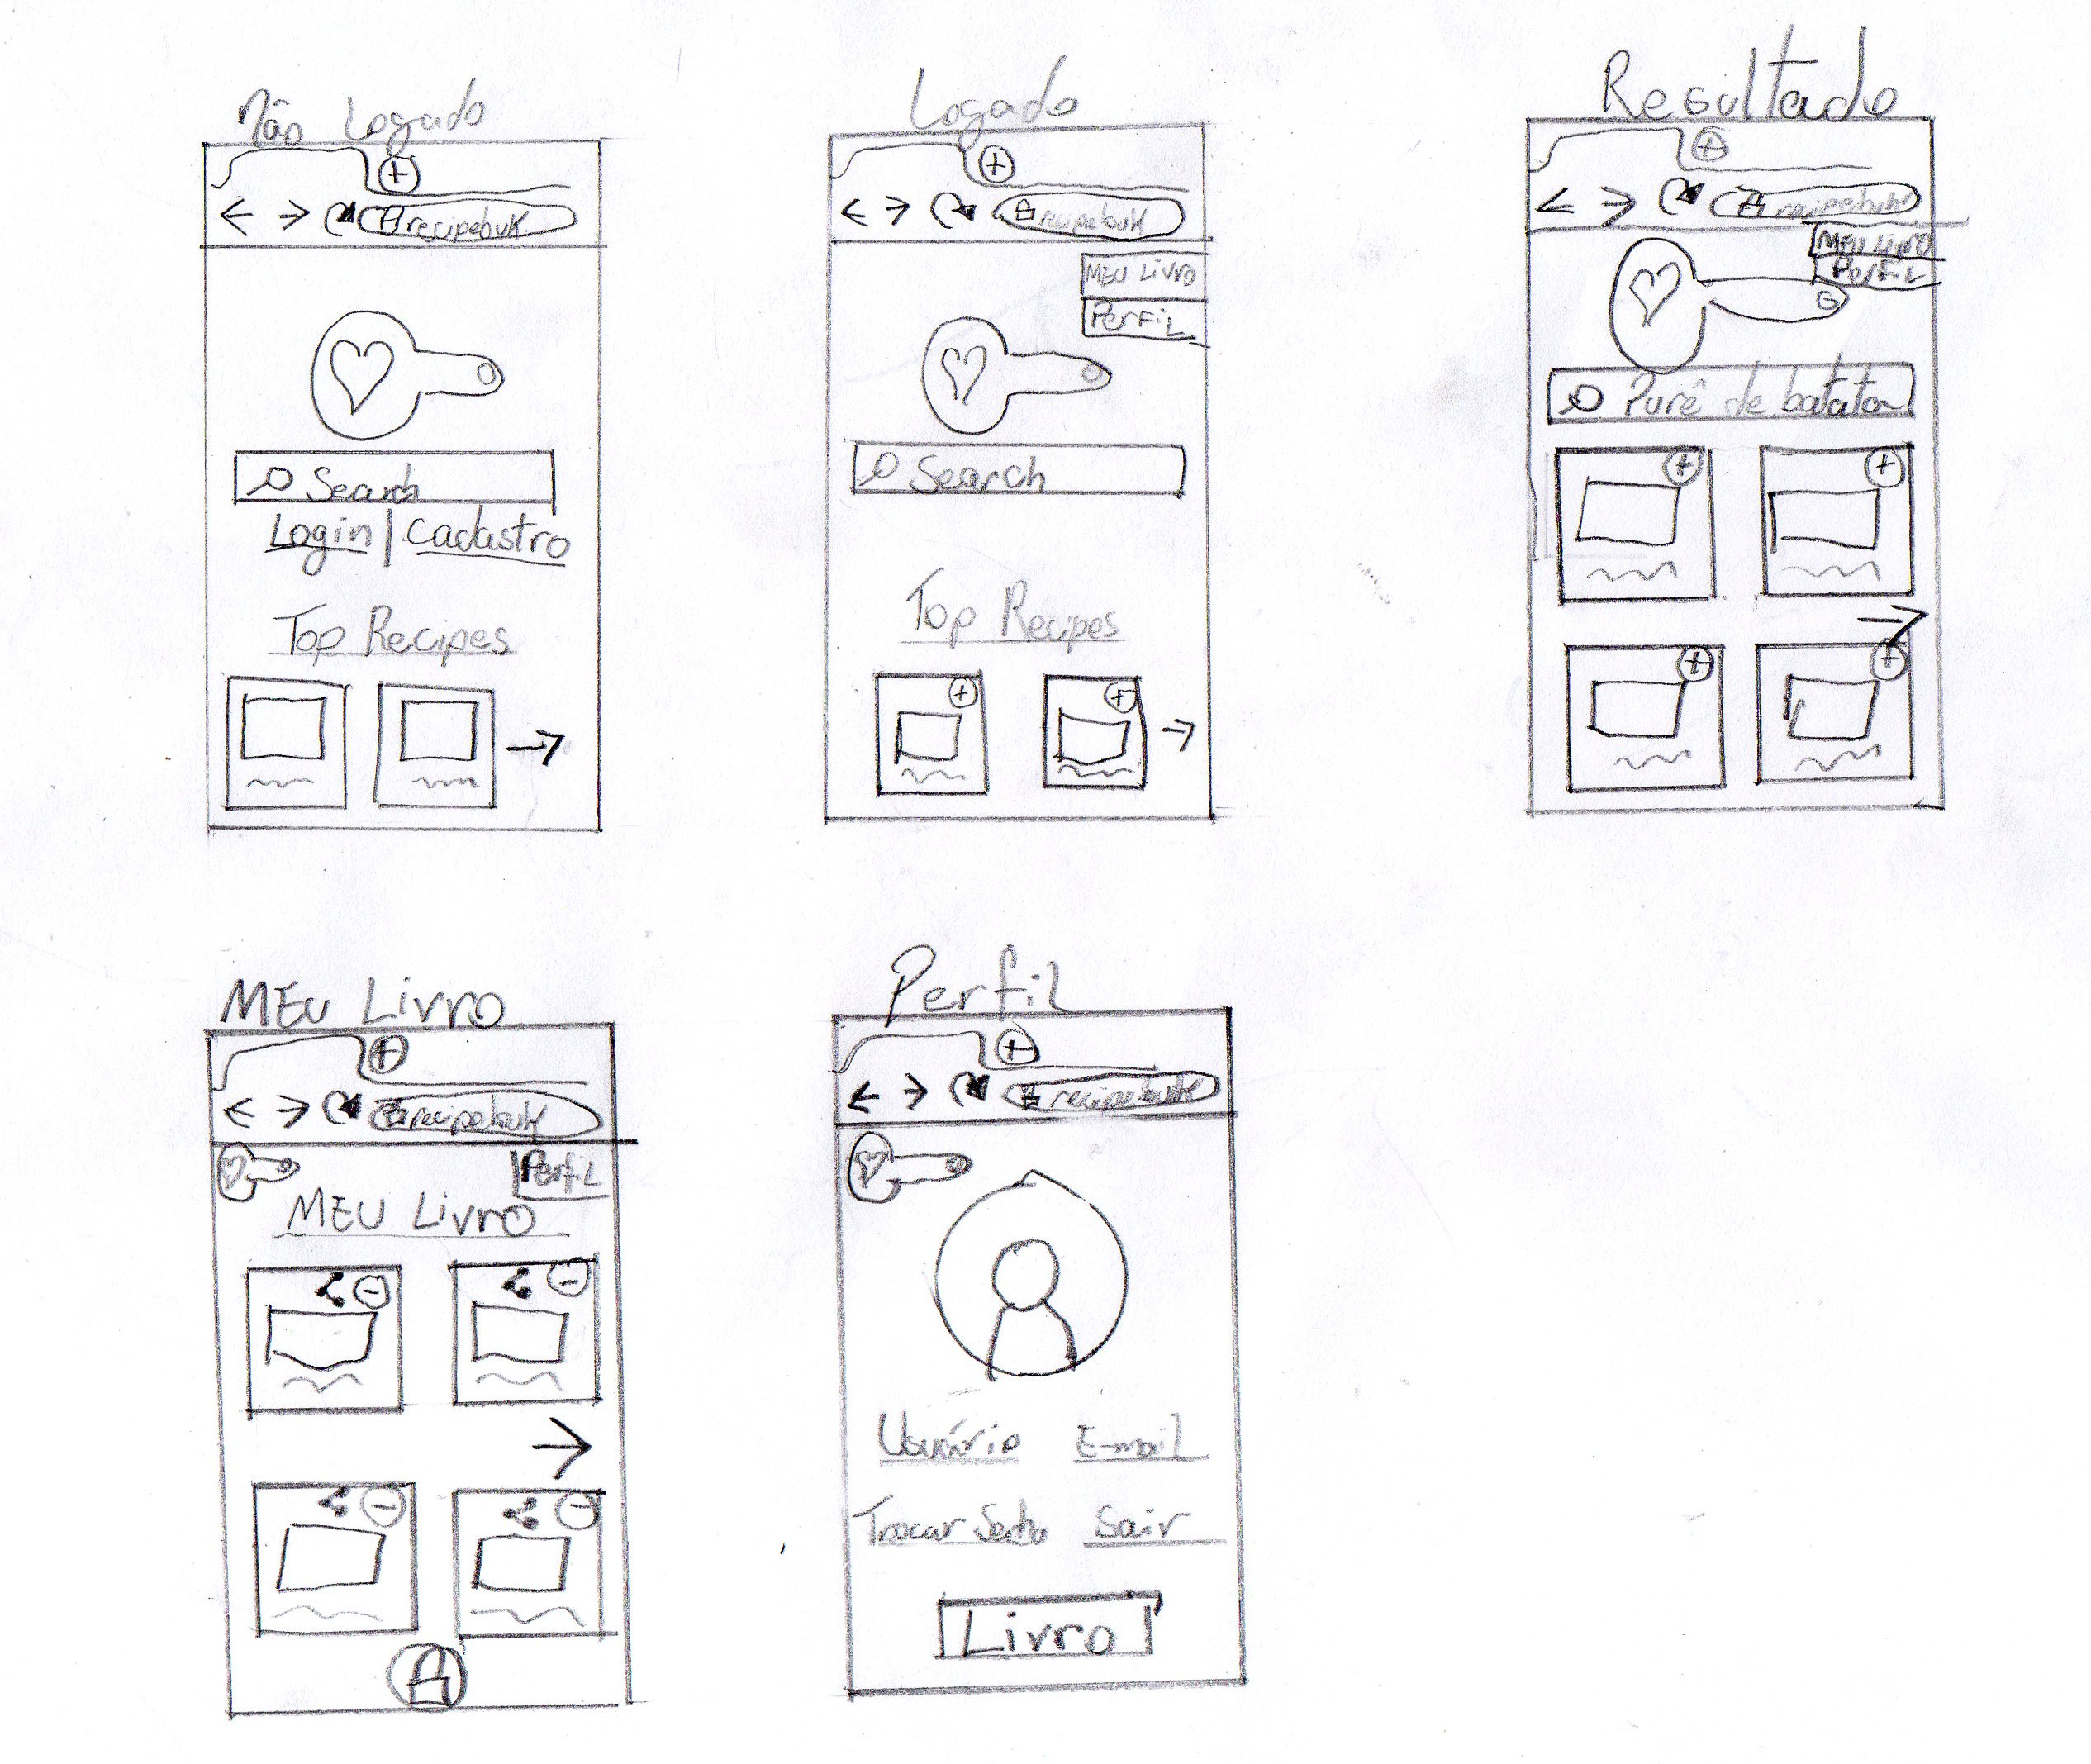 Não Logado
recipebuk
Search
Login | Cadastro
Top Recipes
Logado
recipebuk
MEU LIVRO
PerfiL
Search
Top Recipes
Resultado
recipebuk
MEU LIVRO
PerfiL
Purê de batata
MEU LIVRO
recipebuk
PerfiL
MEU LIVRO
Perfil
recipebuk
Usuário E-mail
Trocar Senha Sair
Livro